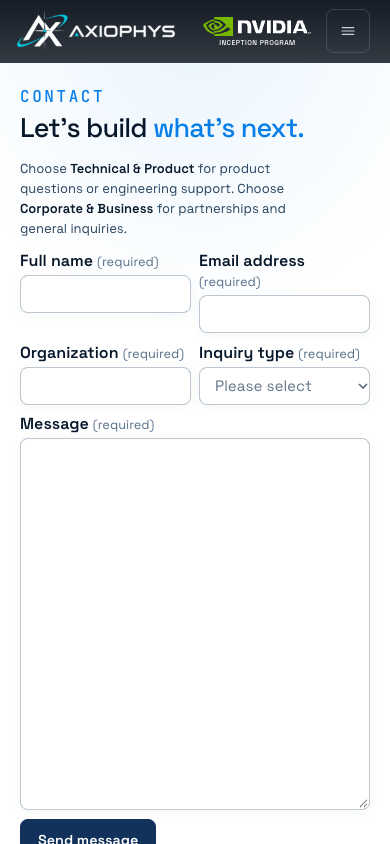 AXIOPHYS
NVIDIA
INCEPTION PROGRAM
CONTACT
Let’s build what’s next.
Choose Technical & Product for product
questions or engineering support. Choose
Corporate & Business for partnerships and
general inquiries.
Full name (required)
Email address
(required)
Organization (required)
Inquiry type (required)
Please select
Message (required)
Send message